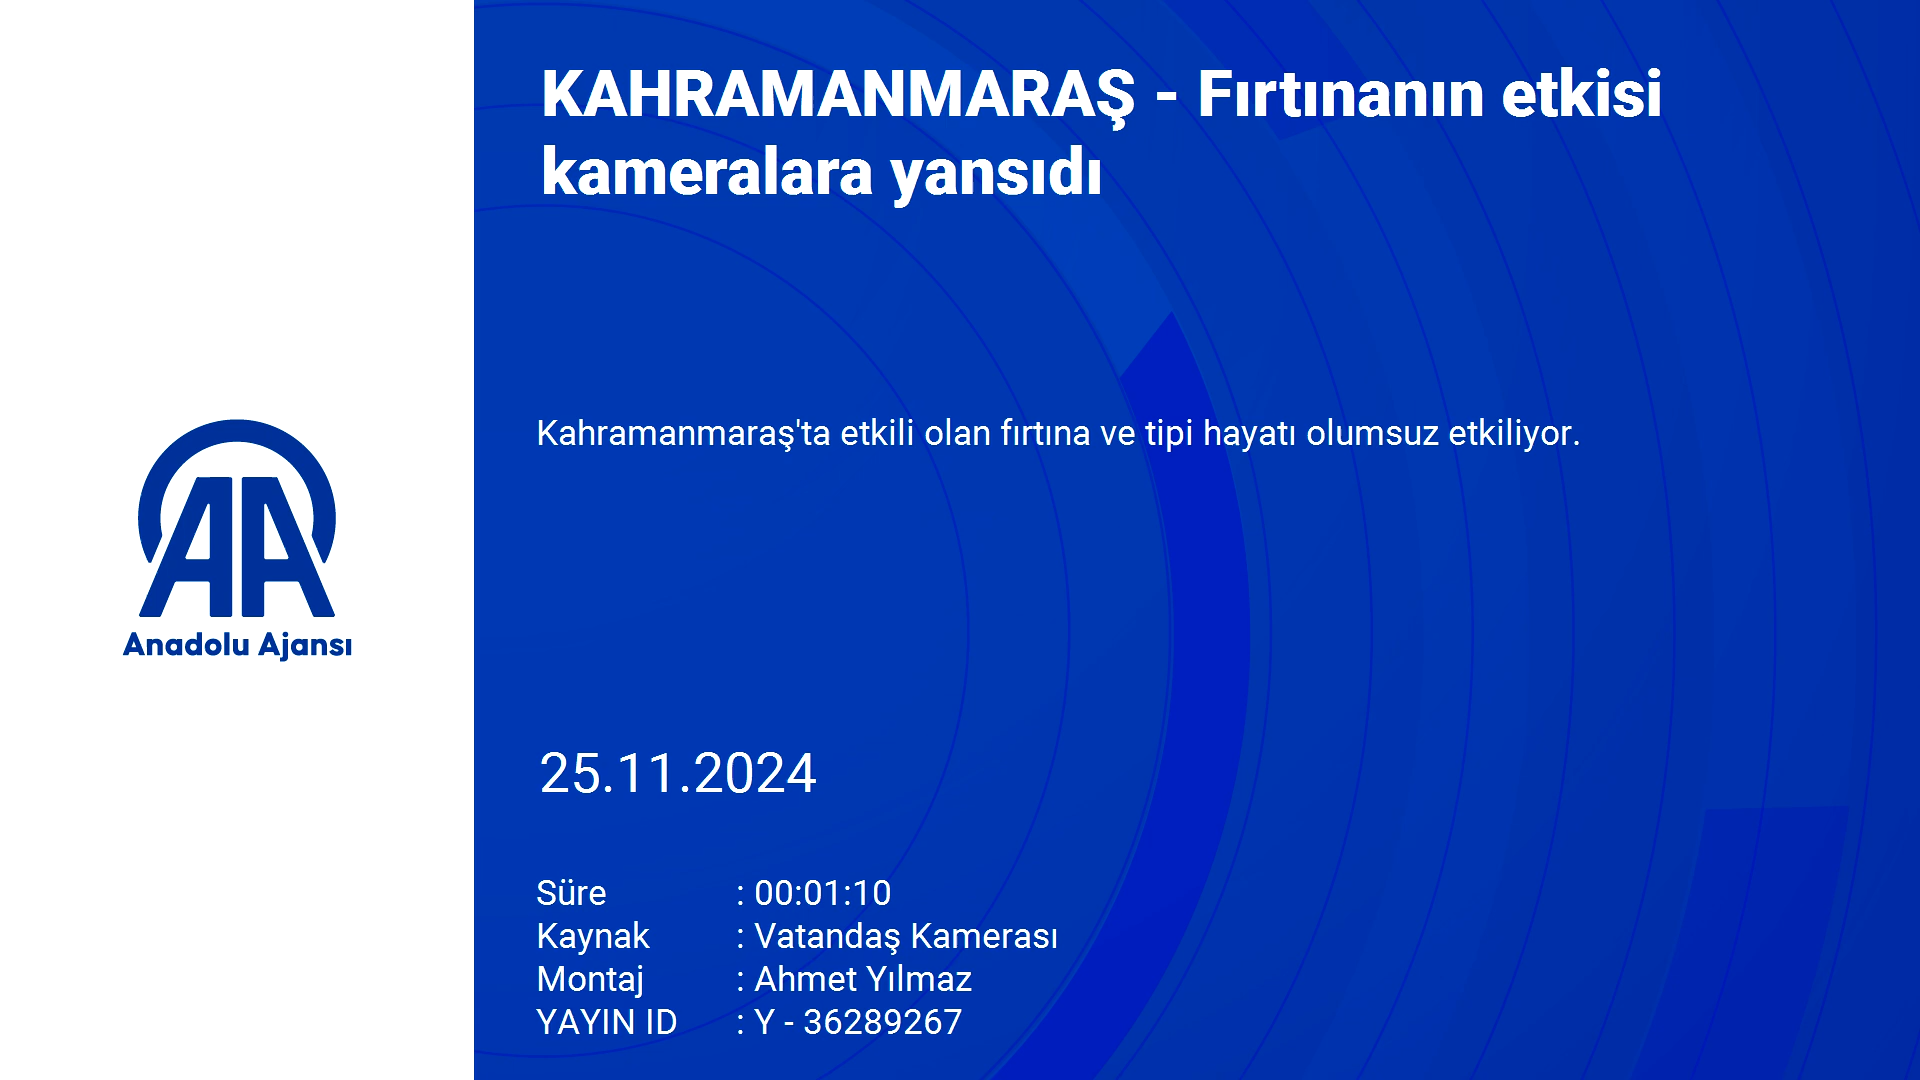 KAHRAMANMARAŞ - Fırtınanın etkisi
kameralara yansıdı
Kahramanmaraş'ta etkili olan fırtına ve tipi hayatı olumsuz etkiliyor.
AA
Anadolu Ajansı
25.11.2024
Süre : 00:01:10
Kaynak : Vatandaş Kamerası
Montaj : Ahmet Yılmaz
YAYIN ID : Y - 36289267